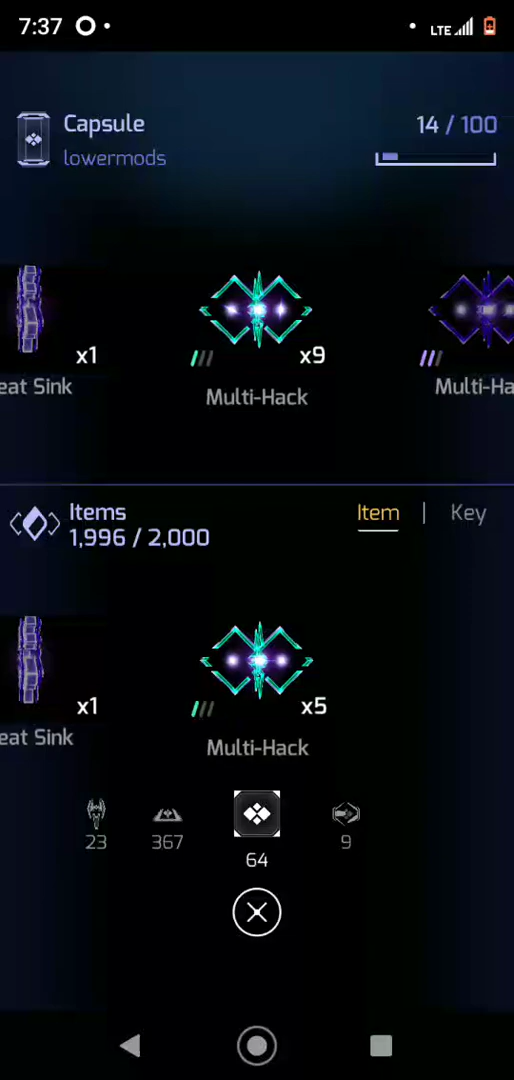 7:37
LTE
Capsule
14 / 100
lowermods
x1
x9
eat Sink
Multi-Hack
Multi-Ha
Items
Item | Key
1,996 / 2,000
x1
x5
eat Sink
Multi-Hack
23
367
64
9